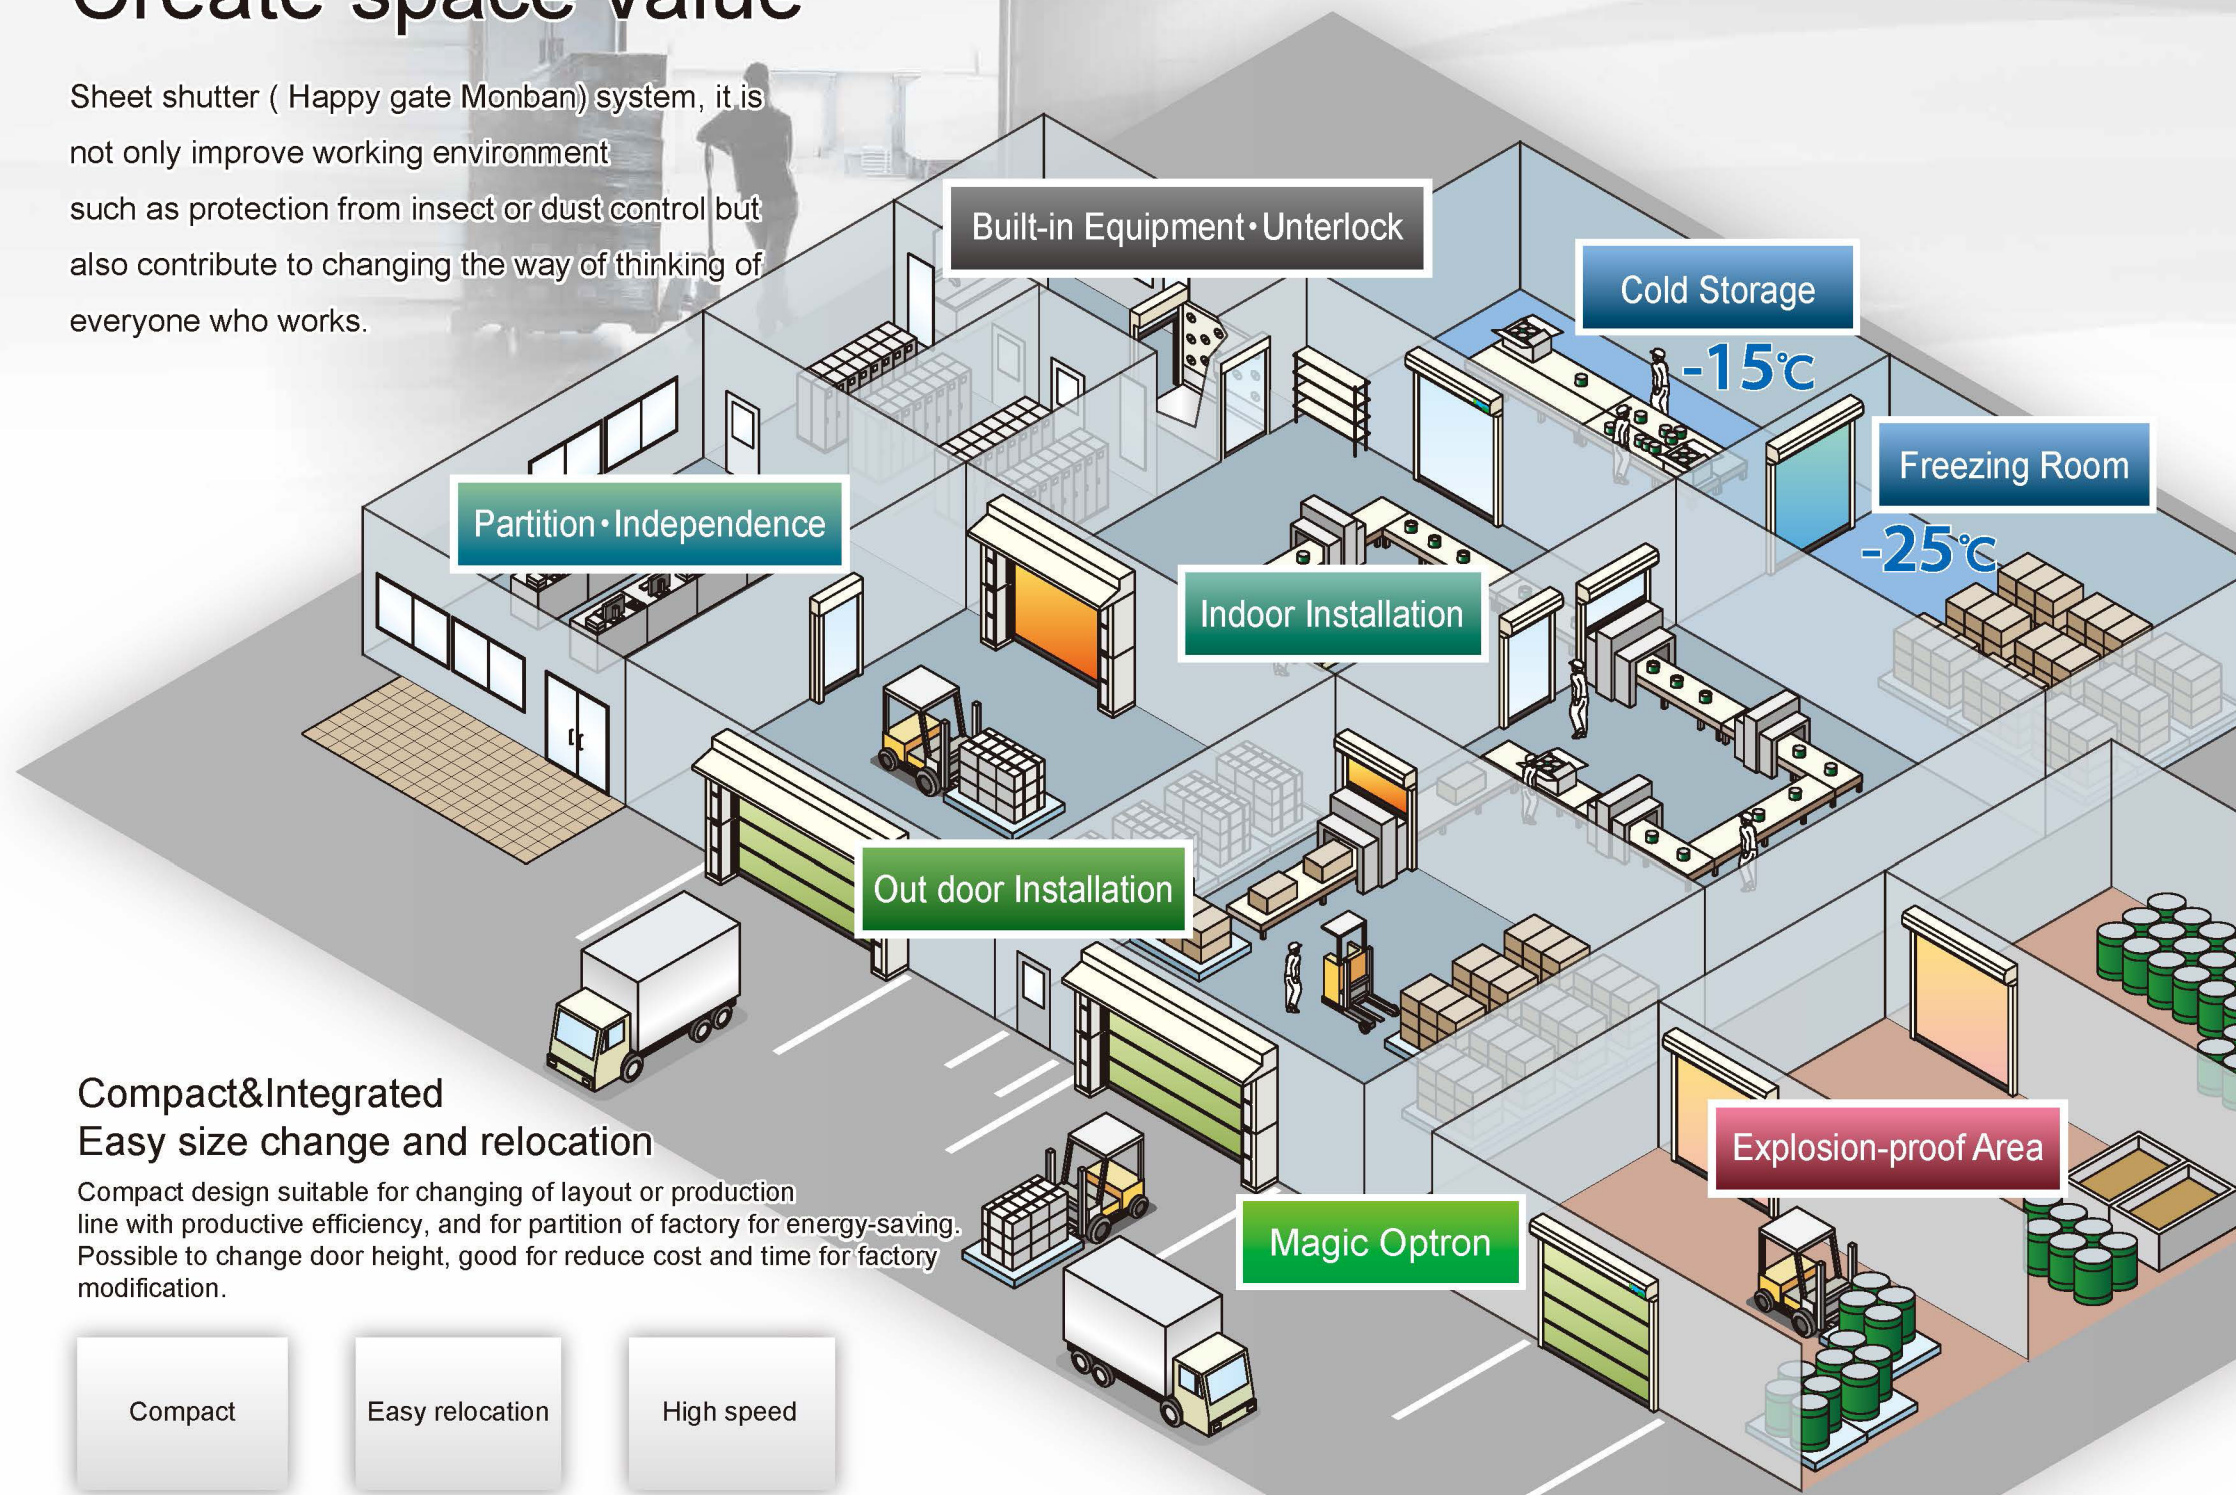 Create space value
Sheet shutter ( Happy gate Monban) system, it is
not only improve working environment
such as protection from insect or dust control but
also contribute to changing the way of thinking of
everyone who works.
Built-in Equipment・Unterlock
Cold Storage
-15℃
Freezing Room
-25℃
Partition・Independence
Indoor Installation
Out door Installation
Explosion-proof Area
Magic Optron
Compact&Integrated
Easy size change and relocation
Compact design suitable for changing of layout or production
line with productive efficiency, and for partition of factory for energy-saving.
Possible to change door height, good for reduce cost and time for factory
modification.
Compact
Easy relocation
High speed